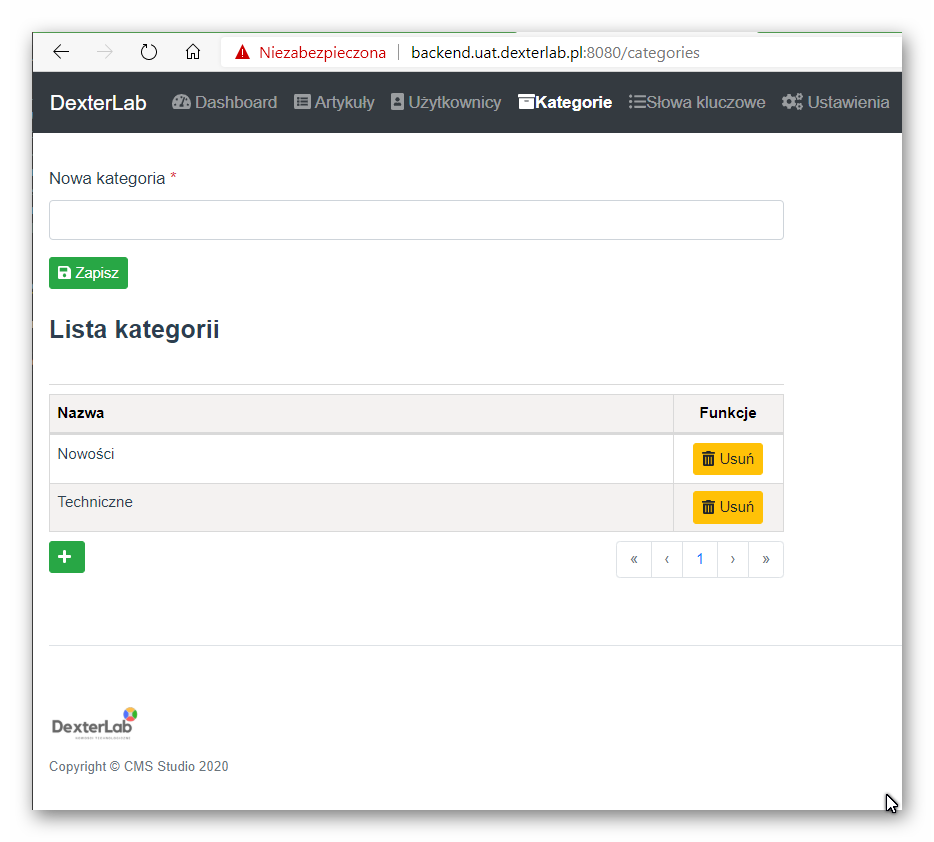 Niezabezpieczona | backend.uat.dexterlab.pl:8080/categories
DexterLab Dashboard Artykuły Użytkownicy Kategorie Słowa kluczowe Ustawienia
Nowa kategoria *
Zapisz
Lista kategorii
Nazwa Funkcje
Nowości Usuń
Techniczne Usuń
+ « ‹ 1 › »
DexterLab
Copyright © CMS Studio 2020